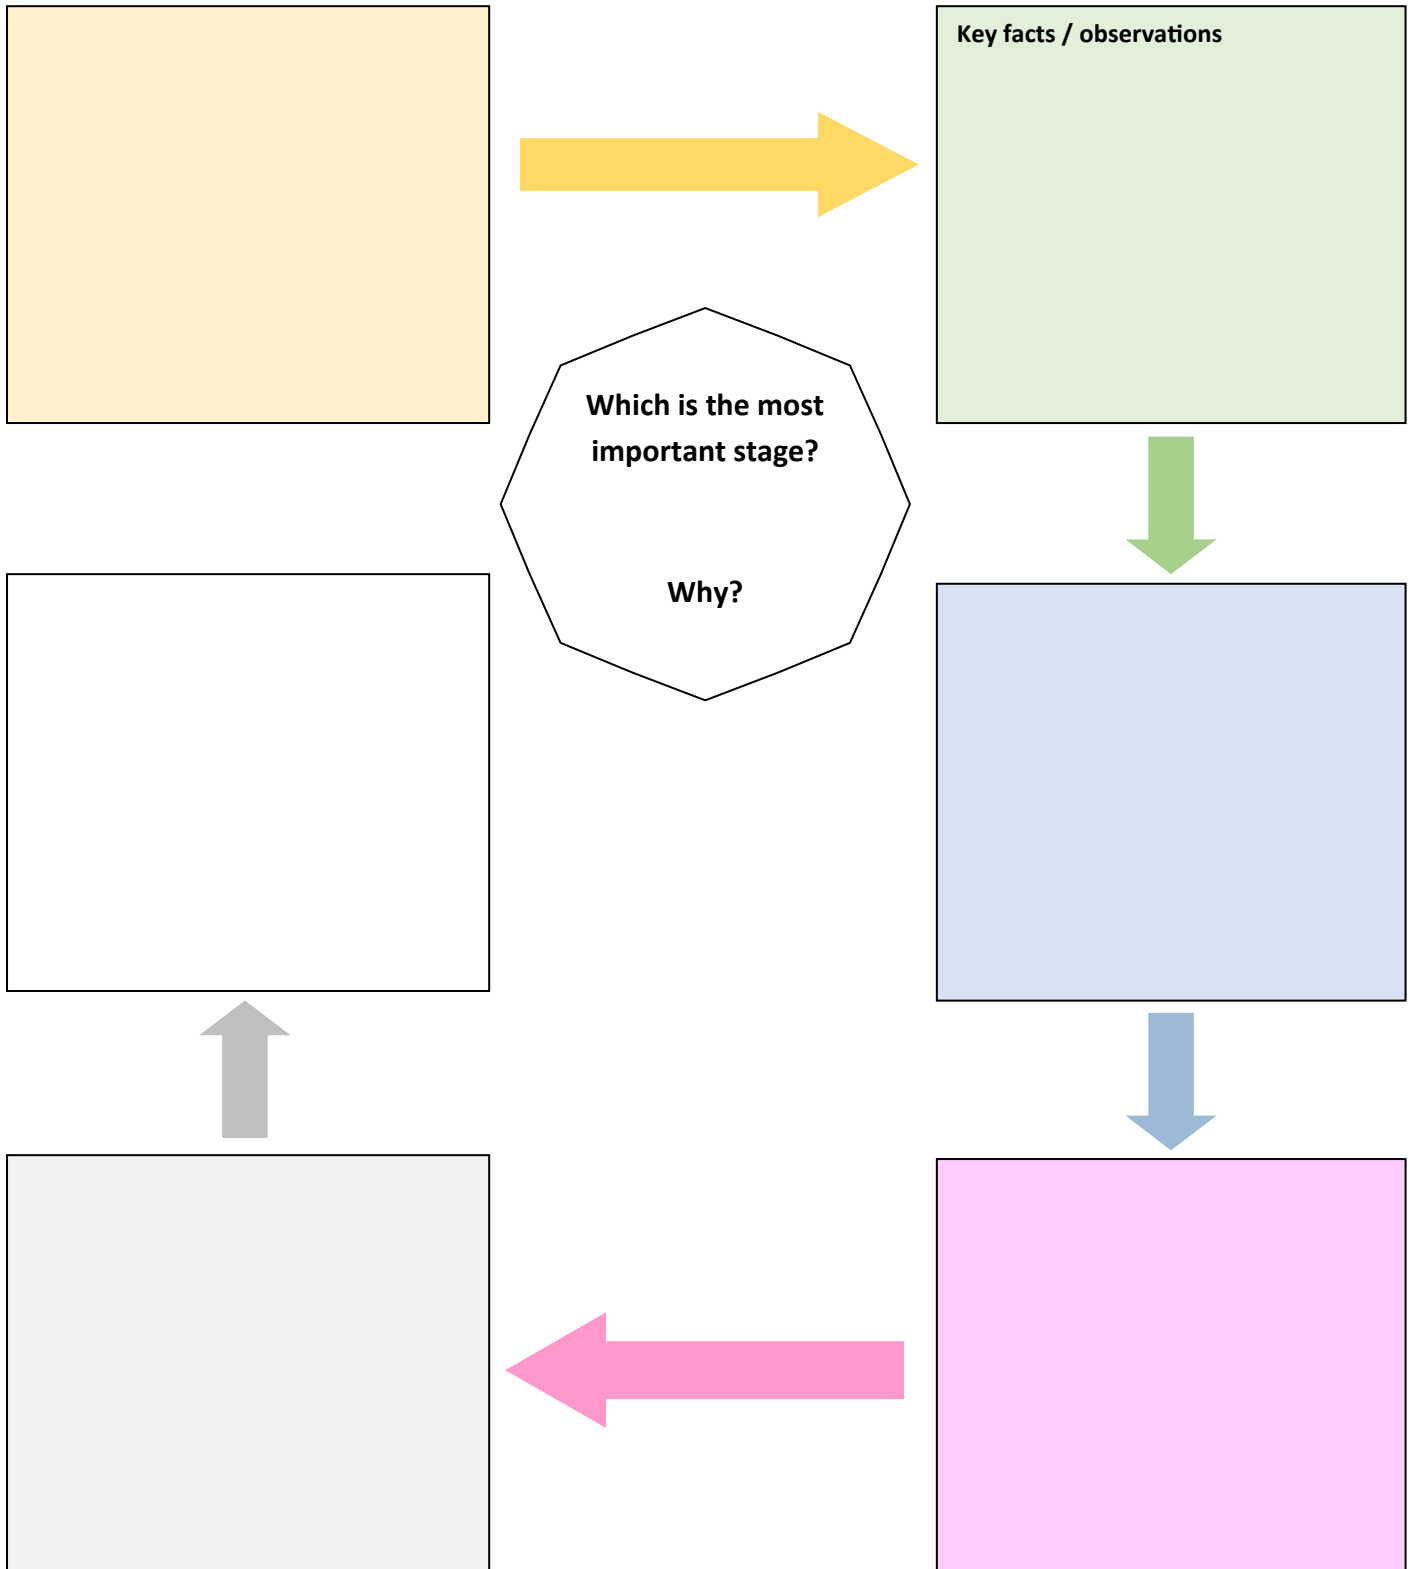 Key facts / observations
Which is the most
important stage?
Why?